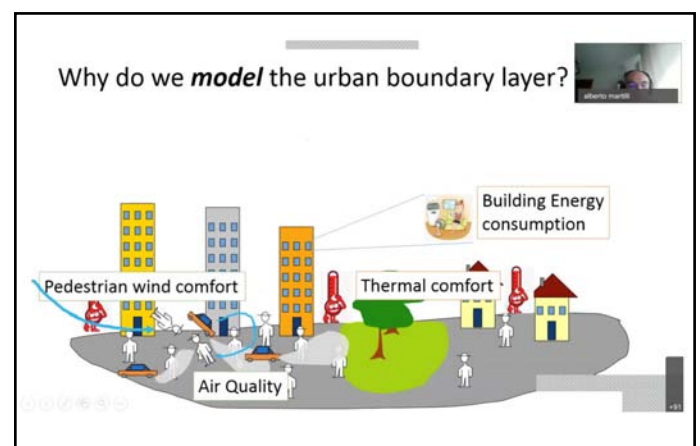 Why do we model the urban boundary layer?
alberto martilli
Building Energy
consumption
Pedestrian wind comfort
Thermal comfort
Air Quality
+91